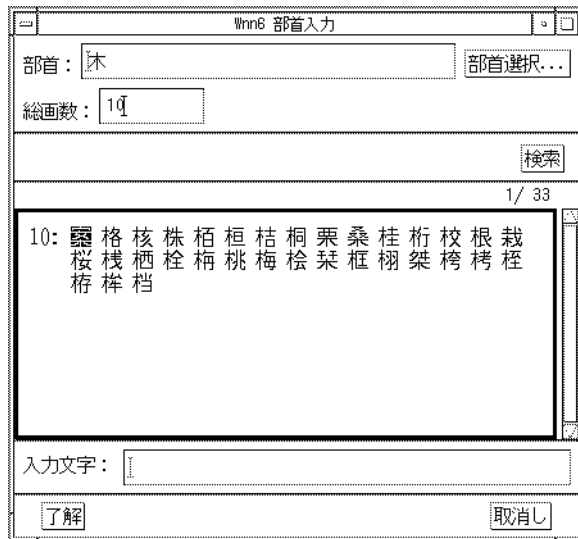 Wnn6 部首入力
部首： 木 部首選択...
総画数： 10
検索
1/ 33
10: 案 格 核 株 栢 桓 桔 桐 栗 桑 桂 桁 校 根 栽
桜 桟 栖 栓 栴 桃 梅 桧 栞 框 栩 桀 桍 栲 桎
栫 桙 档
入力文字：
了解 取消し